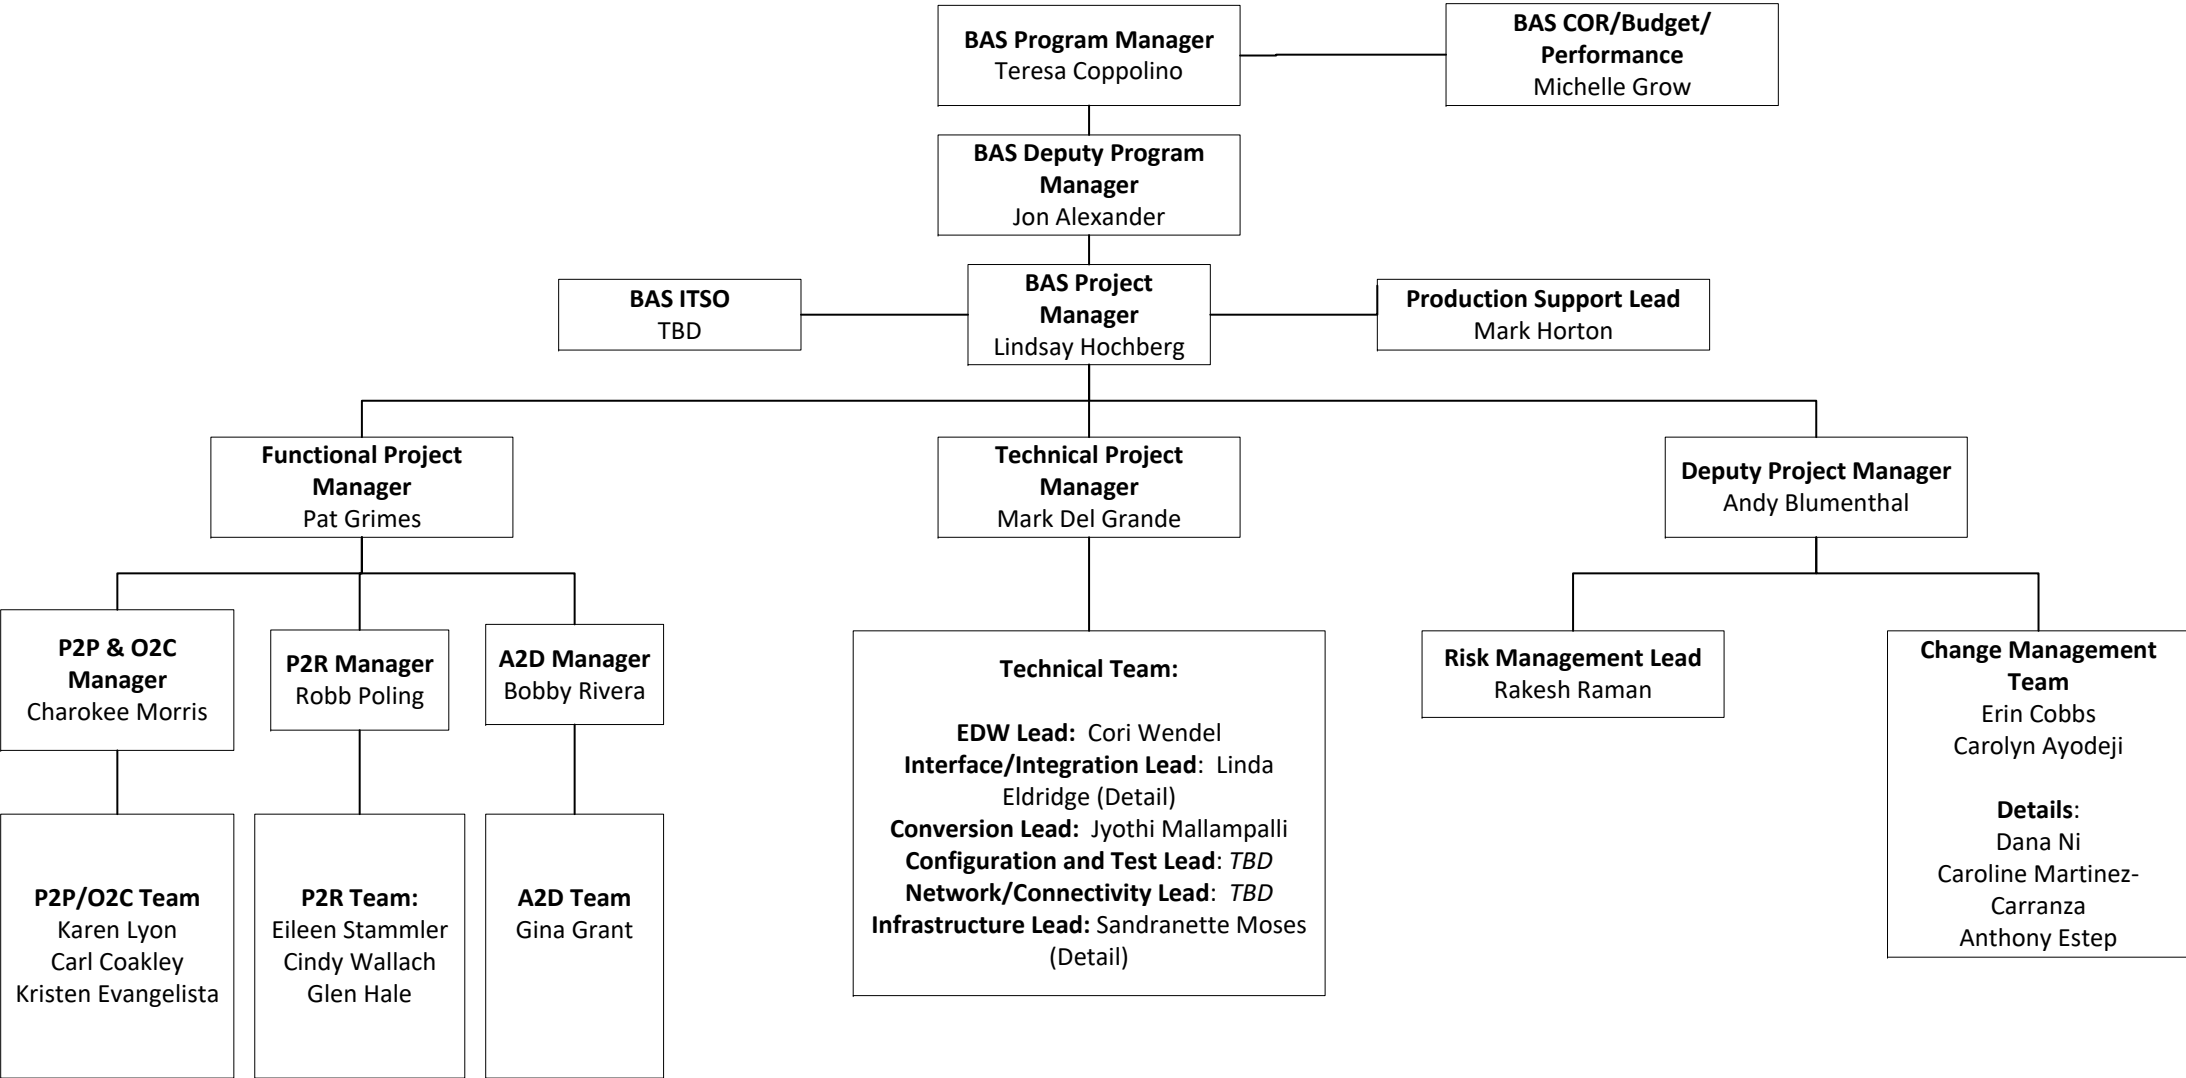 BAS Program Manager
Teresa Coppolino
BAS COR/Budget/
Performance
Michelle Grow
BAS Deputy Program
Manager
Jon Alexander
BAS ITSO
TBD
BAS Project
Manager
Lindsay Hochberg
Production Support Lead
Mark Horton
Functional Project
Manager
Pat Grimes
Technical Project
Manager
Mark Del Grande
Deputy Project Manager
Andy Blumenthal
P2P & O2C
Manager
Charokee Morris
P2R Manager
Robb Poling
A2D Manager
Bobby Rivera
Technical Team:
EDW Lead:  Cori Wendel
Interface/Integration Lead:  Linda
Eldridge (Detail)
Conversion Lead:  Jyothi Mallampalli
Configuration and Test Lead: TBD
Network/Connectivity Lead:  TBD
Infrastructure Lead: Sandranette Moses
(Detail)
Risk Management Lead
Rakesh Raman
Change Management
Team
Erin Cobbs
Carolyn Ayodeji
Details:
Dana Ni
Caroline Martinez-
Carranza
Anthony Estep
P2P/O2C Team
Karen Lyon
Carl Coakley
Kristen Evangelista
P2R Team:
Eileen Stammler
Cindy Wallach
Glen Hale
A2D Team
Gina Grant